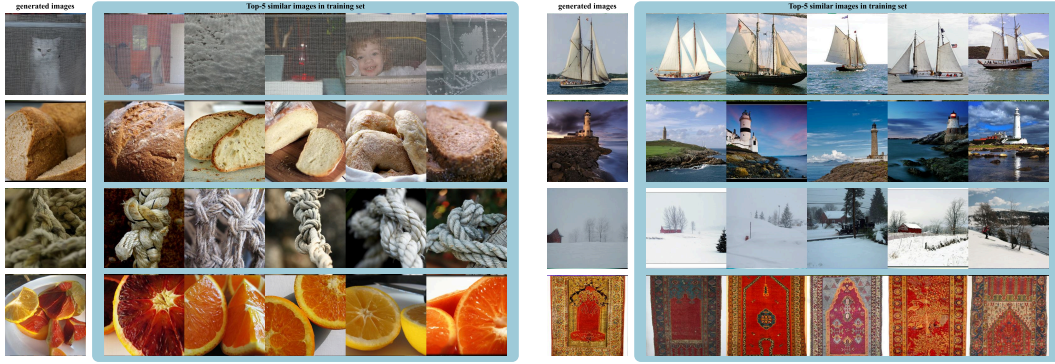 generated images
Top-5 similar images in training set
generated images
Top-5 similar images in training set